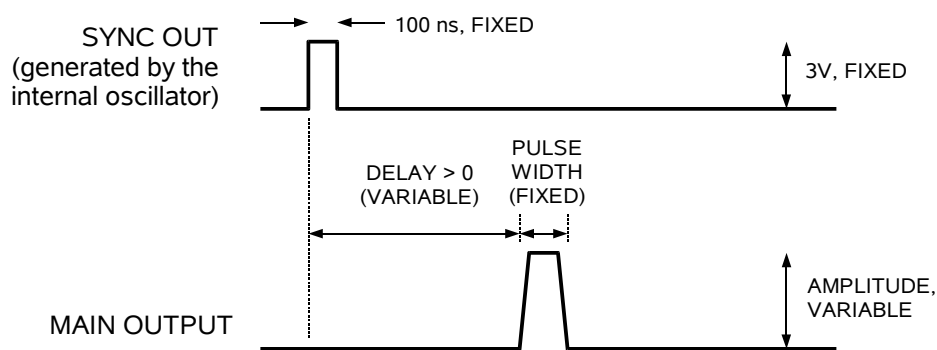 100 ns, FIXED
SYNC OUT
(generated by the
internal oscillator)
3V, FIXED
PULSE
WIDTH
(FIXED)
DELAY > 0
(VARIABLE)
AMPLITUDE,
VARIABLE
MAIN OUTPUT